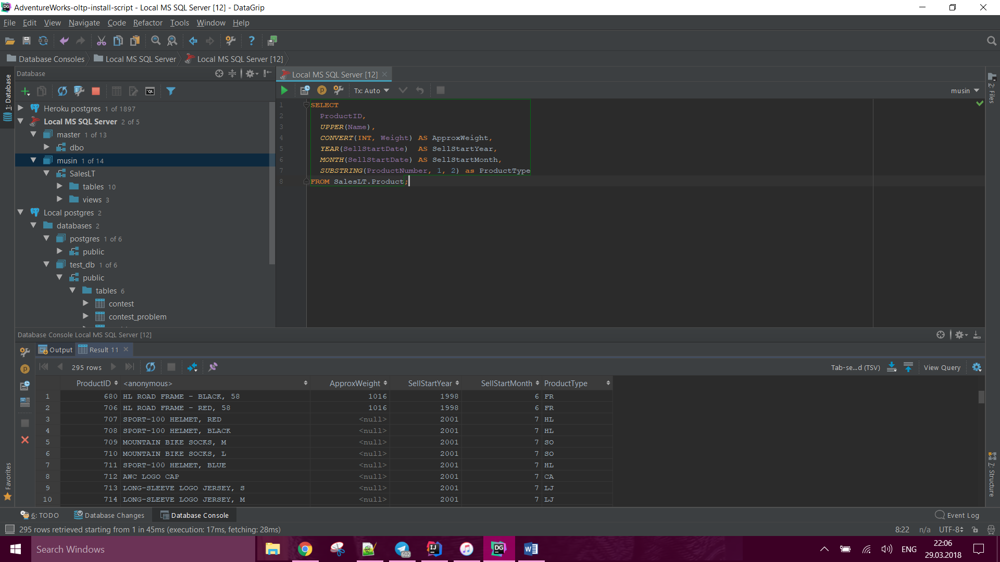 AdventureWorks-oltp-install-script - Local MS SQL Server [12] - DataGrip
File Edit View Navigate Code Refactor Tools Window Help
Database Consoles Local MS SQL Server Local MS SQL Server [12]
Database
Local MS SQL Server [12]
1: Database
2: Files
Tx: Auto
musin
Heroku postgres 1 of 1897
Local MS SQL Server 2 of 5
master 1 of 13
dbo
musin 1 of 14
SalesLT
tables 10
views 3
Local postgres 2
databases 2
postgres 1 of 6
public
test_db 1 of 6
public
tables 6
contest
contest_problem
1 SELECT
2 ProductID,
3 UPPER(Name),
4 CONVERT(INT, Weight) AS ApproxWeight,
5 YEAR(SellStartDate) AS SellStartYear,
6 MONTH(SellStartDate) AS SellStartMonth,
7 SUBSTRING(ProductNumber, 1, 2) as ProductType
8 FROM SalesLT.Product;
Database Console Local MS SQL Server [12]
Output Result 11
295 rows
Tab-se...d (TSV) View Query
ProductID <anonymous> ApproxWeight SellStartYear SellStartMonth ProductType
1 680 HL ROAD FRAME - BLACK, 58 1016 1998 6 FR
2 706 HL ROAD FRAME - RED, 58 1016 1998 6 FR
3 707 SPORT-100 HELMET, RED <null> 2001 7 HL
4 708 SPORT-100 HELMET, BLACK <null> 2001 7 HL
5 709 MOUNTAIN BIKE SOCKS, M <null> 2001 7 SO
6 710 MOUNTAIN BIKE SOCKS, L <null> 2001 7 SO
7 711 SPORT-100 HELMET, BLUE <null> 2001 7 HL
8 712 AWC LOGO CAP <null> 2001 7 CA
9 713 LONG-SLEEVE LOGO JERSEY, S <null> 2001 7 LJ
10 714 LONG-SLEEVE LOGO JERSEY, M <null> 2001 7 LJ
Favorites
7: Structure
6: TODO Database Changes Database Console Event Log
295 rows retrieved starting from 1 in 45ms (execution: 17ms, fetching: 28ms)
8:22 n/a UTF-8
Search Windows
602
DG
ENG
22:06
29.03.2018